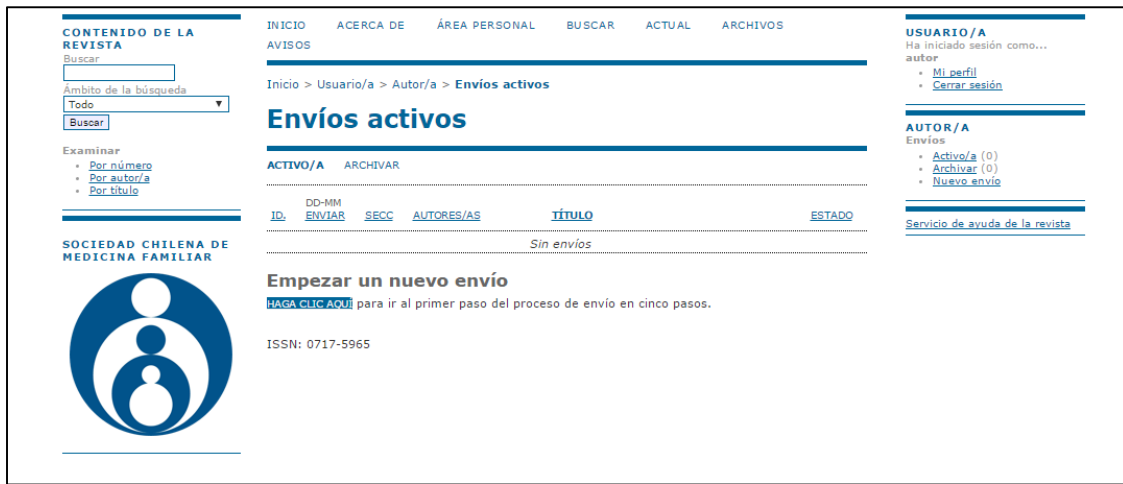 CONTENIDO DE LA
REVISTA
Buscar
Ámbito de la búsqueda
Todo
Buscar
Examinar
Por número
Por autor/a
Por título
SOCIEDAD CHILENA DE
MEDICINA FAMILIAR
INICIO ACERCA DE ÁREA PERSONAL BUSCAR ACTUAL ARCHIVOS
AVISOS
Inicio > Usuario/a > Autor/a > Envíos activos
Envíos activos
ACTIVO/A ARCHIVAR
DD-MM
ID. ENVIAR SECC AUTORES/AS TÍTULO ESTADO
Sin envíos
Empezar un nuevo envío
HAGA CLIC AQUÍ para ir al primer paso del proceso de envío en cinco pasos.
ISSN: 0717-5965
USUARIO/A
Ha iniciado sesión como...
autor
Mi perfil
Cerrar sesión
AUTOR/A
Envíos
Activo/a (0)
Archivar (0)
Nuevo envío
Servicio de ayuda de la revista